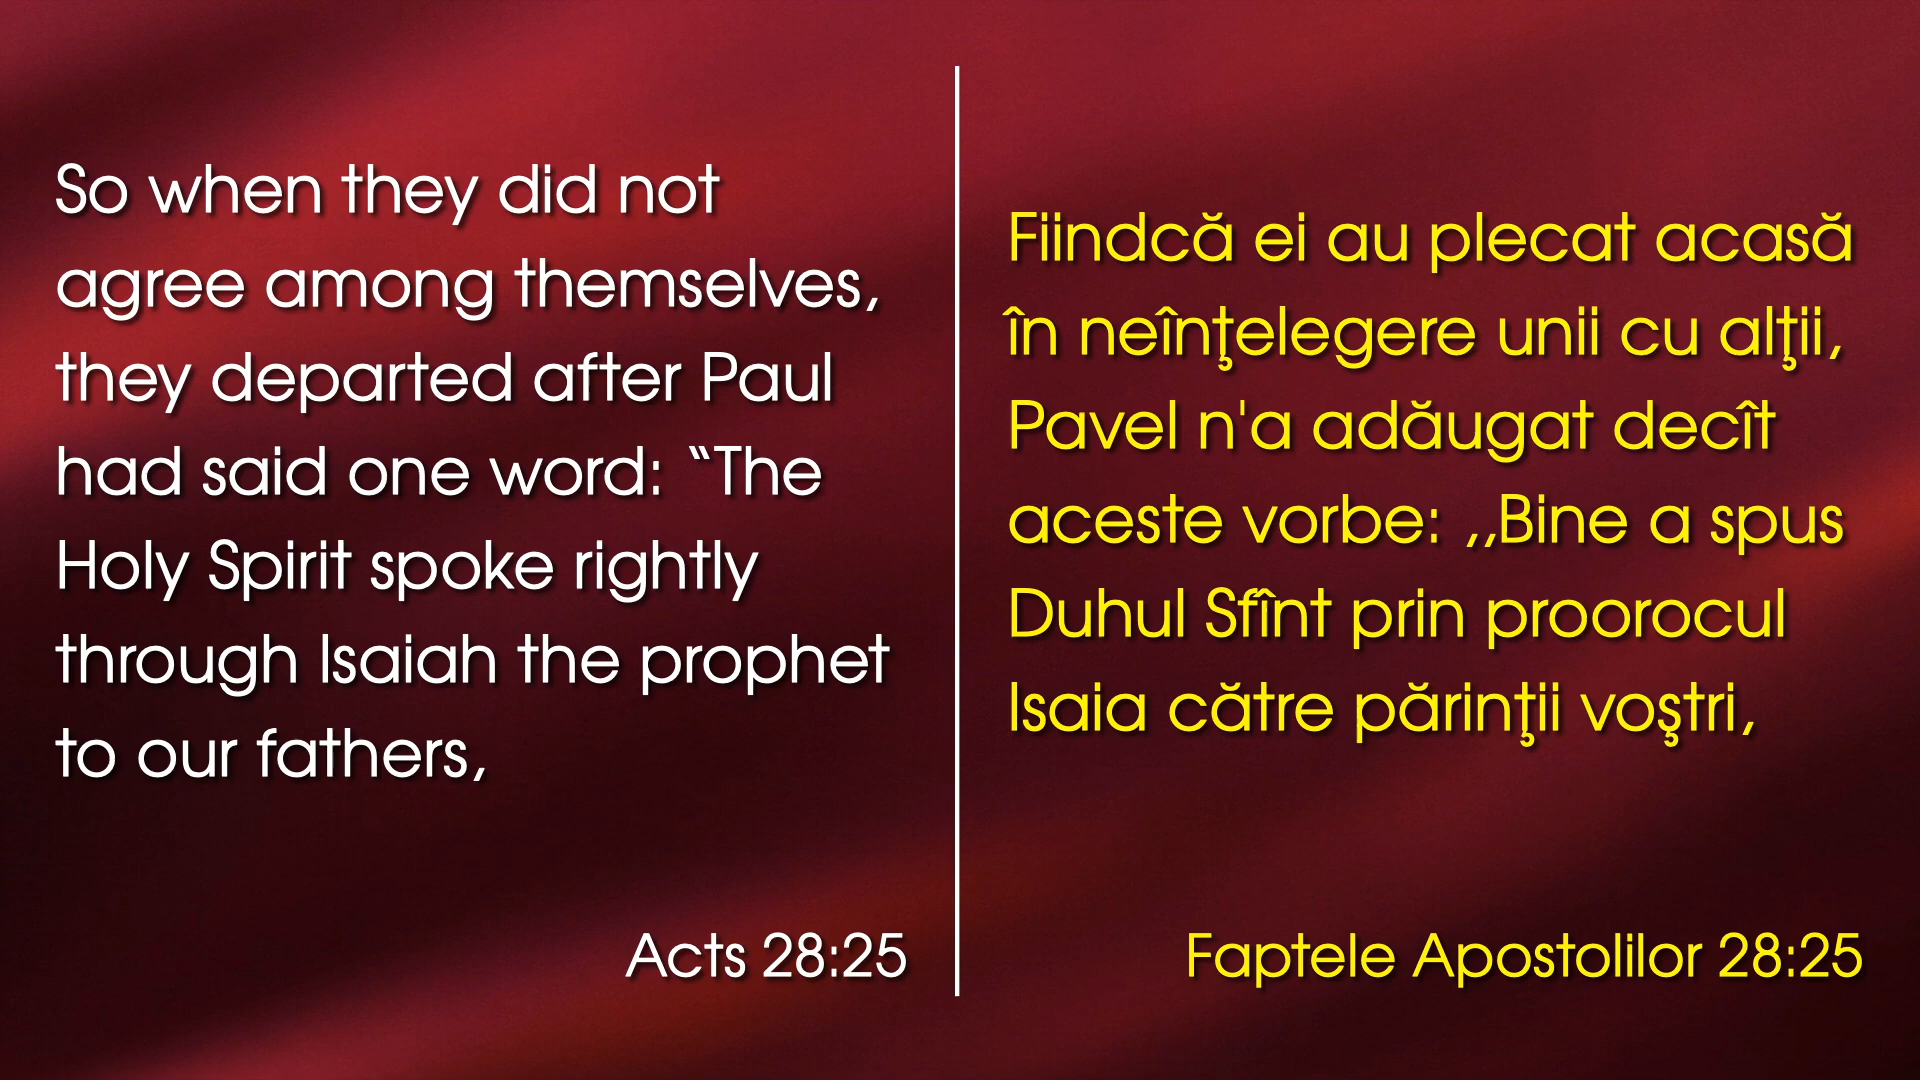 So when they did not
agree among themselves,
they departed after Paul
had said one word: “The
Holy Spirit spoke rightly
through Isaiah the prophet
to our fathers,
Acts 28:25
Fiindcă ei au plecat acasă
în neînţelegere unii cu alţii,
Pavel n'a adăugat decît
aceste vorbe: ,,Bine a spus
Duhul Sfînt prin proorocul
Isaia către părinţii voştri,
Faptele Apostolilor 28:25